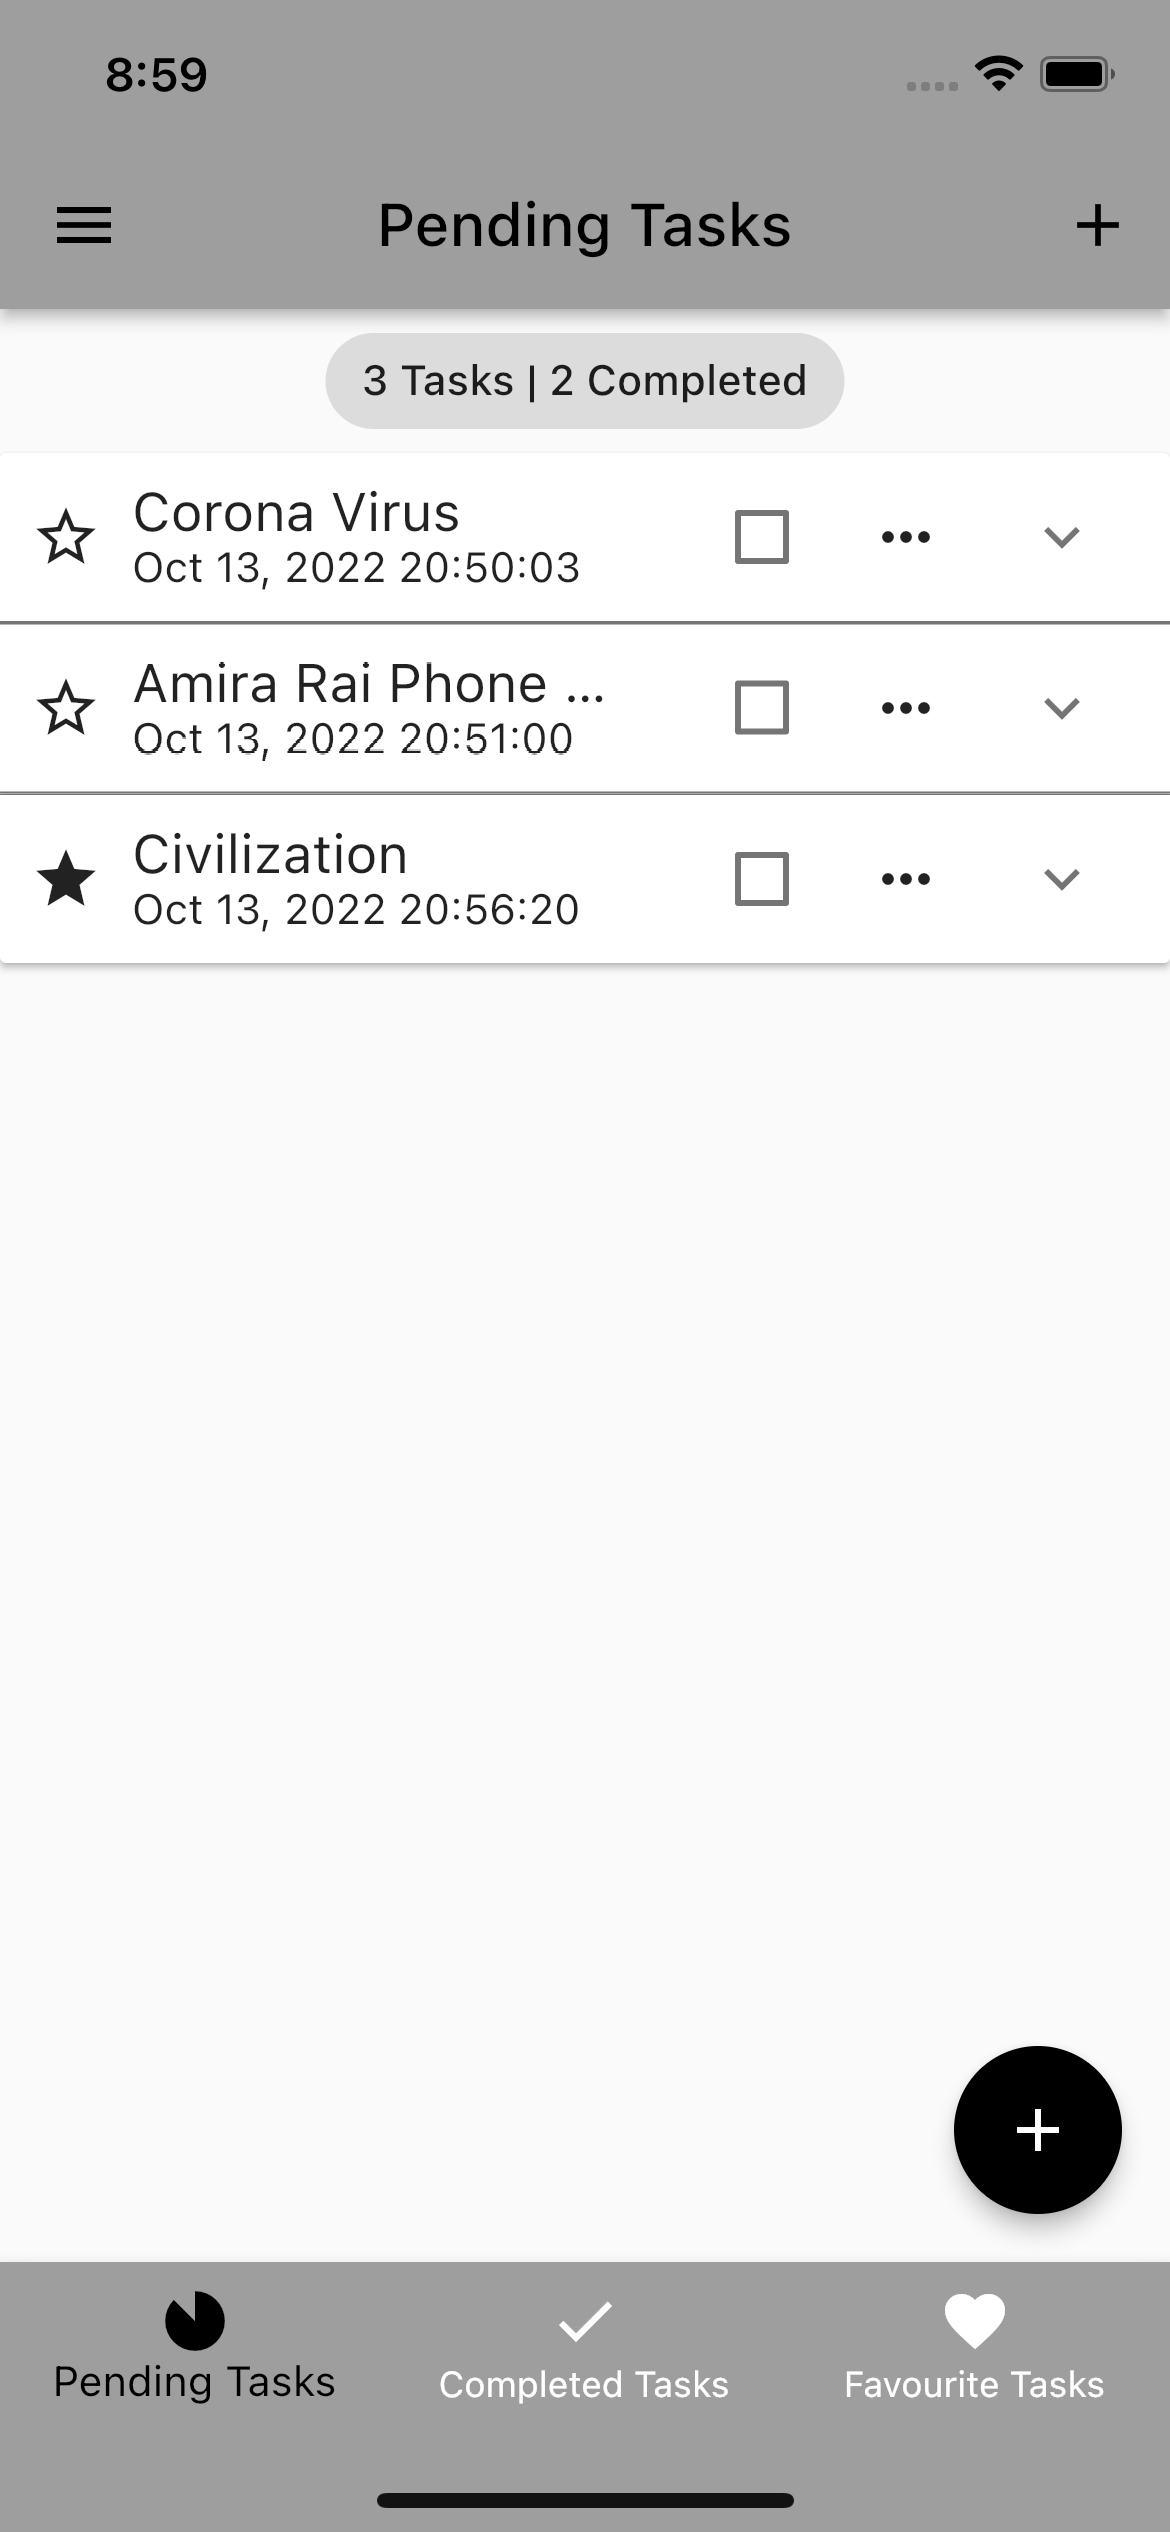 8:59
Pending Tasks
3 Tasks | 2 Completed
Corona Virus
Oct 13, 2022 20:50:03
Amira Rai Phone ...
Oct 13, 2022 20:51:00
Civilization
Oct 13, 2022 20:56:20
Pending Tasks
Completed Tasks
Favourite Tasks